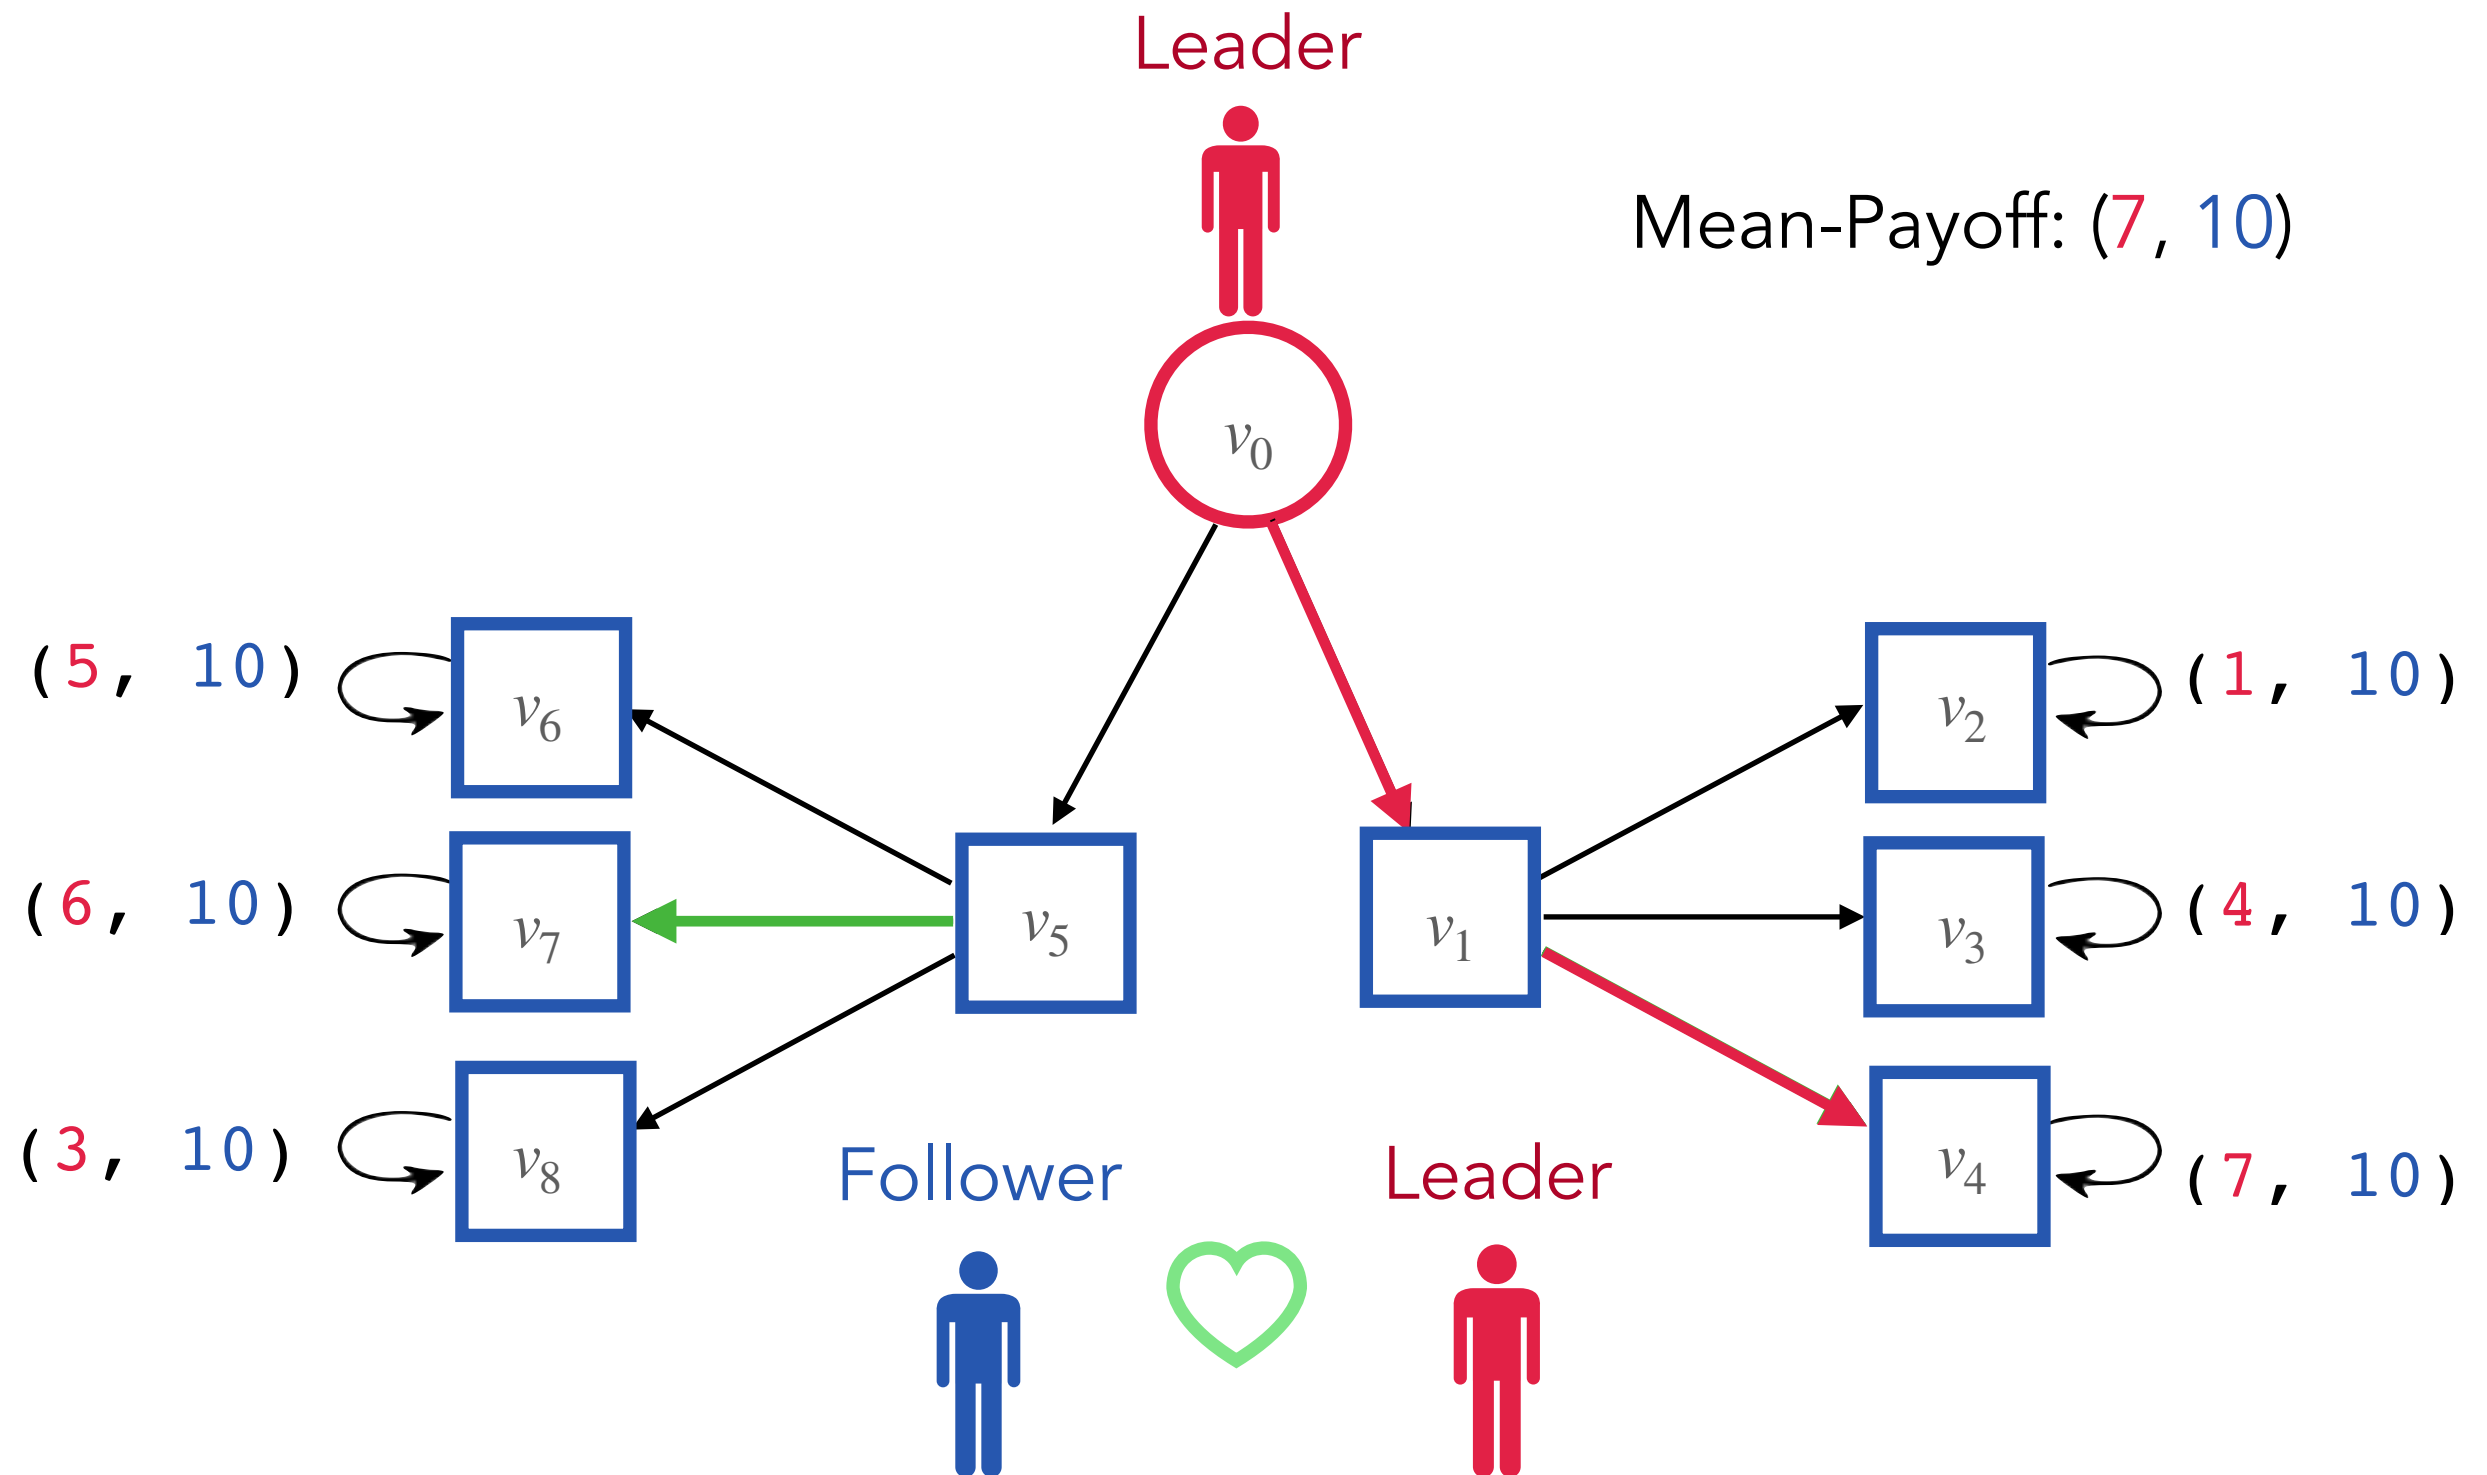 Leader
Mean-Payoff: (7, 10)
v0
(5, 10)
v6
v2
(1, 10)
(6, 10)
v7
v5
v1
v3
(4, 10)
(3, 10)
v8
Follower
Leader
v4
(7, 10)